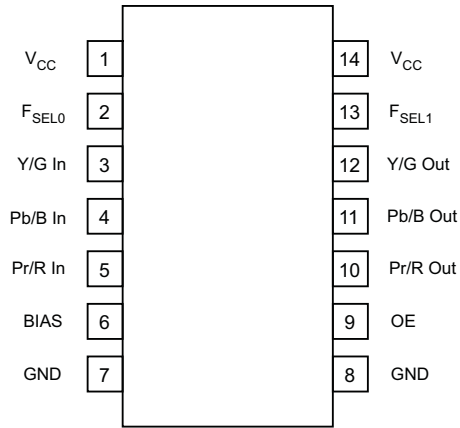 V_CC 1 14 V_CC
F_SEL0 2 13 F_SEL1
Y/G In 3 12 Y/G Out
Pb/B In 4 11 Pb/B Out
Pr/R In 5 10 Pr/R Out
BIAS 6 9 OE
GND 7 8 GND